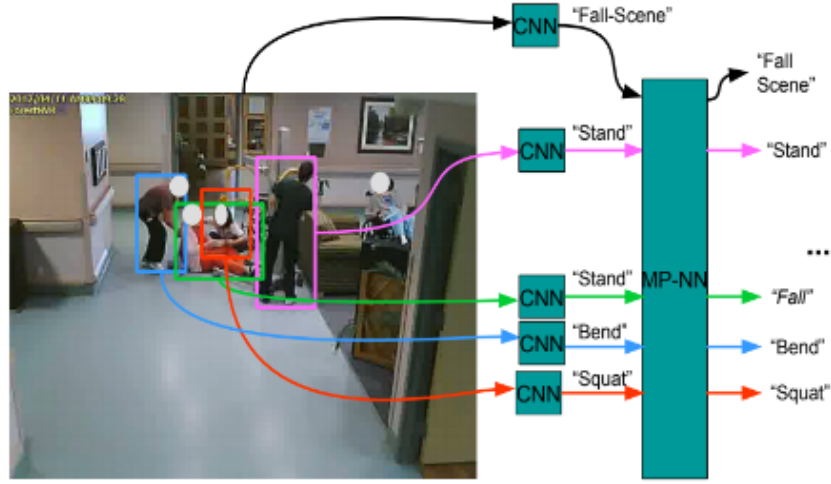 "Fall-Scene"
CNN
"Fall
Scene"
"Stand"
CNN
"Stand"
...
"Stand"
CNN
MP-NN
"Fall"
"Bend"
CNN
"Bend"
"Squat"
CNN
"Squat"